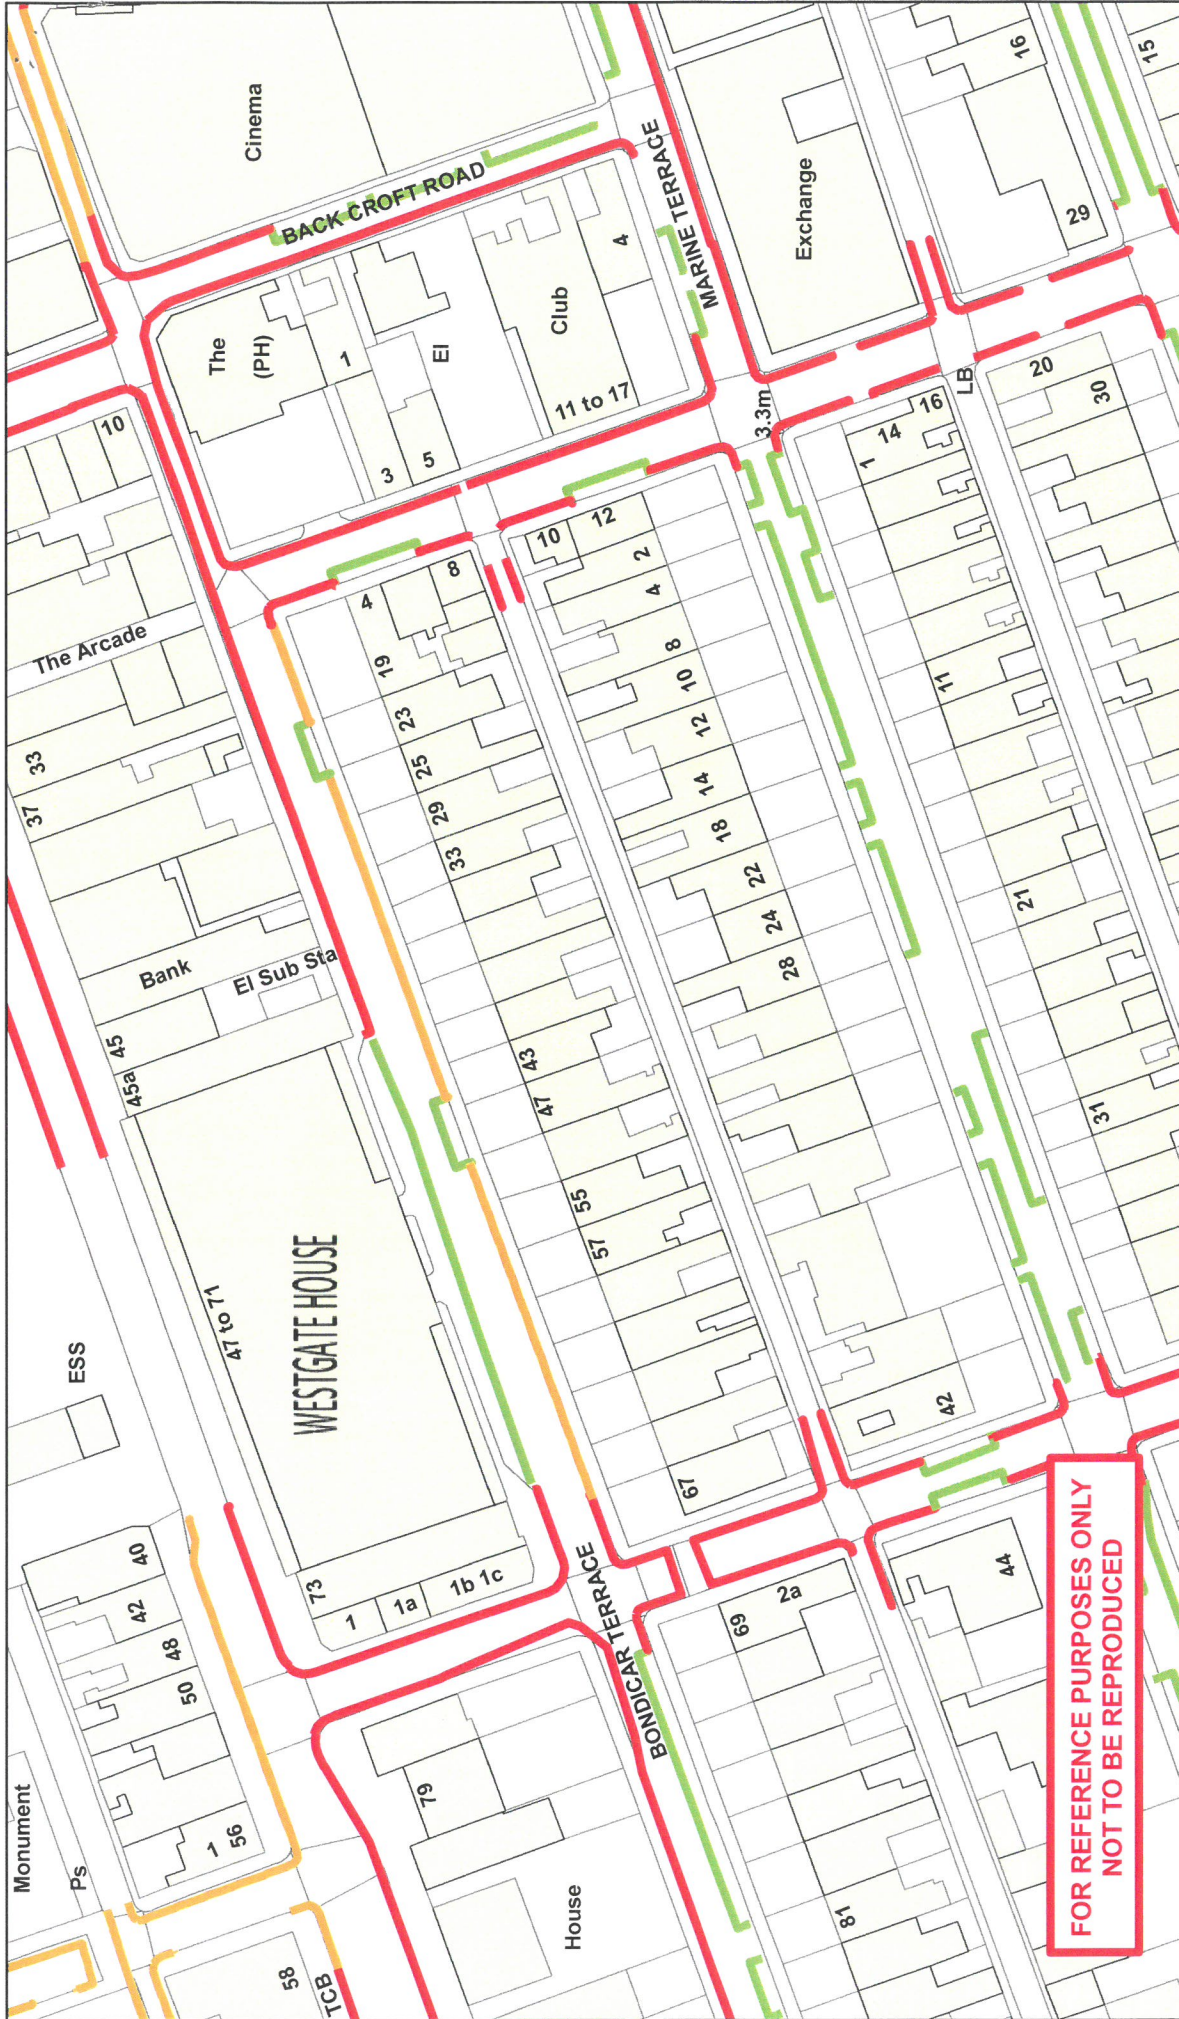 Cinema
BACK CROFT ROAD
MARINE TERRACE
Exchange
16
15
29
The
(PH)
1
El
Club
4
3
5
11 to 17
3.3m
LB
20
30
10
The Arcade
33
37
4
8
19
23
25
29
33
10
12
2
4
8
10
12
14
18
22
24
28
1
14
16
11
21
31
Bank
El Sub Sta
45
45a
43
47
55
57
67
42
47 to 71
WESTGATE HOUSE
ESS
40
42
48
50
56
1
73
1
1a
1b 1c
BONDICAR TERRACE
69
2a
44
79
House
81
Monument
Ps
58
TCB
FOR REFERENCE PURPOSES ONLY
NOT TO BE REPRODUCED